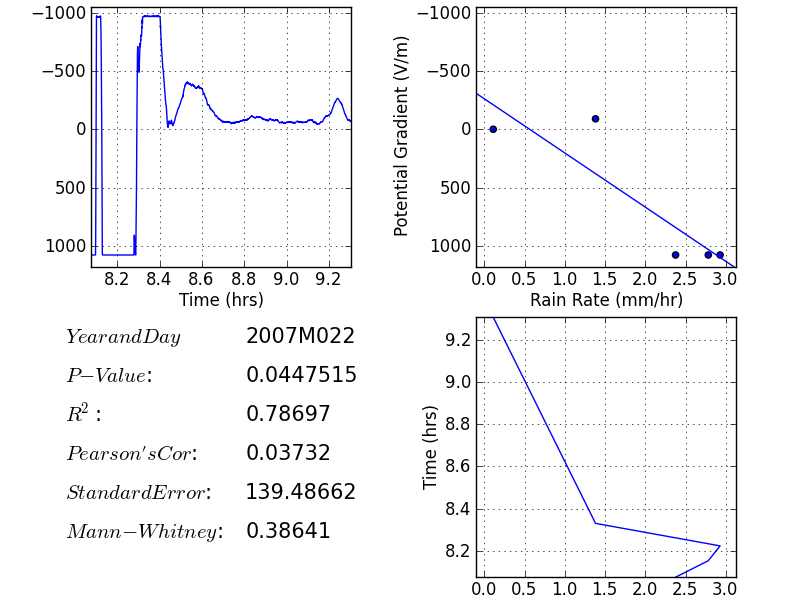 −1000
−500
0
500
1000
8.2 8.4 8.6 8.8 9.0 9.2
Time (hrs)
Potential Gradient (V/m)
−1000
−500
0
500
1000
0.0 0.5 1.0 1.5 2.0 2.5 3.0
Rain Rate (mm/hr)
YearandDay 2007M022
P−Value: 0.0447515
R²: 0.78697
Pearson'sCor: 0.03732
StandardError: 139.48662
Mann−Whitney: 0.38641
Time (hrs)
9.2
9.0
8.8
8.6
8.4
8.2
0.0 0.5 1.0 1.5 2.0 2.5 3.0